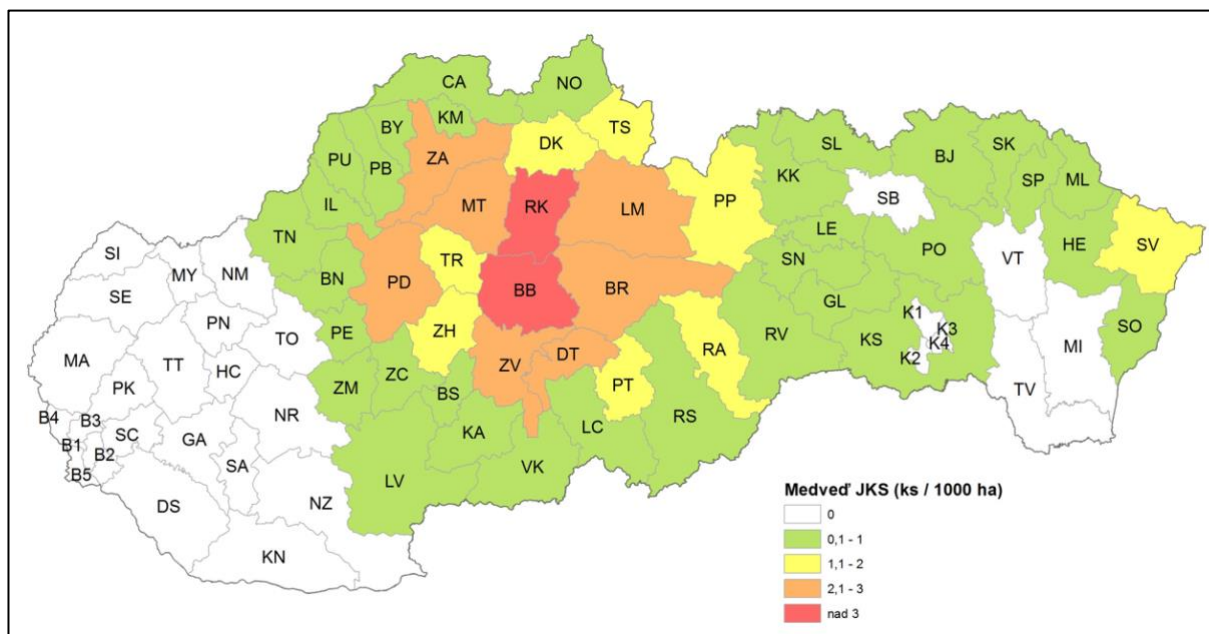 CA
NO
KM
BY
TS
DK
PU
PB
ZA
SL
SK
BJ
KK
SP
ML
SB
IL
MT
RK
LM
PP
TN
LE
HE
SV
SI
MY
NM
TR
SN
PO
VT
BN
PD
SE
BB
BR
GL
K1
PN
ZH
PE
TO
RV
KS
K3
K4
MA
TT
RA
DT
MI
SO
K2
HC
ZV
ZC
PT
ZM
PK
BS
TV
B4
B3
NR
RS
LC
B1
SC
GA
KA
B2
SA
VK
B5
LV
DS
NZ
KN
Medveď JKS (ks / 1000 ha)
0
0,1 - 1
1,1 - 2
2,1 - 3
nad 3